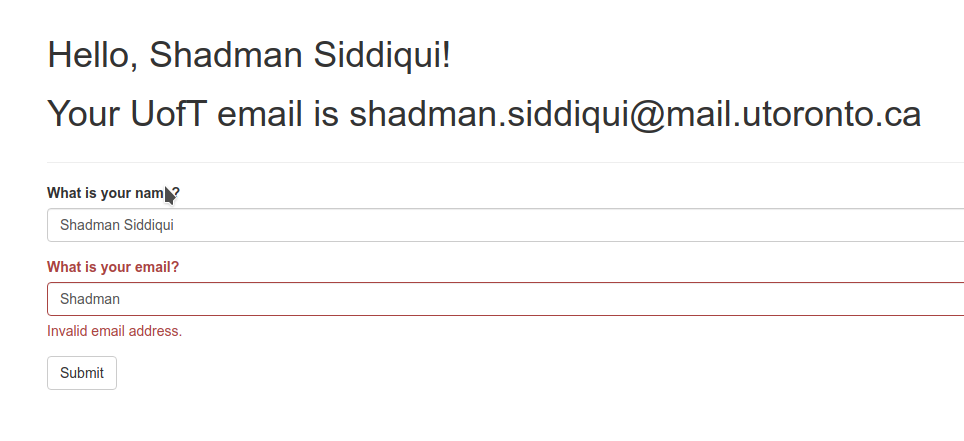 Hello, Shadman Siddiqui!
Your UofT email is shadman.siddiqui@mail.utoronto.ca
What is your name?
Shadman Siddiqui
What is your email?
Shadman
Invalid email address.
Submit